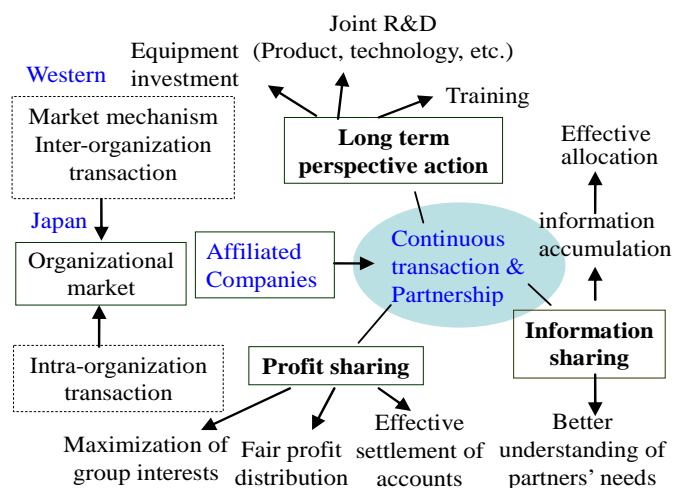 Joint R&D
(Product, technology, etc.)
Equipment
investment
Training
Western
Market mechanism
Inter-organization
transaction
Long term
perspective action
Effective
allocation
Japan
Organizational
market
Affiliated
Companies
Continuous
transaction &
Partnership
information
accumulation
Intra-organization
transaction
Profit sharing
Information
sharing
Maximization of
group interests
Fair profit
distribution
Effective
settlement of
accounts
Better
understanding of
partners’ needs